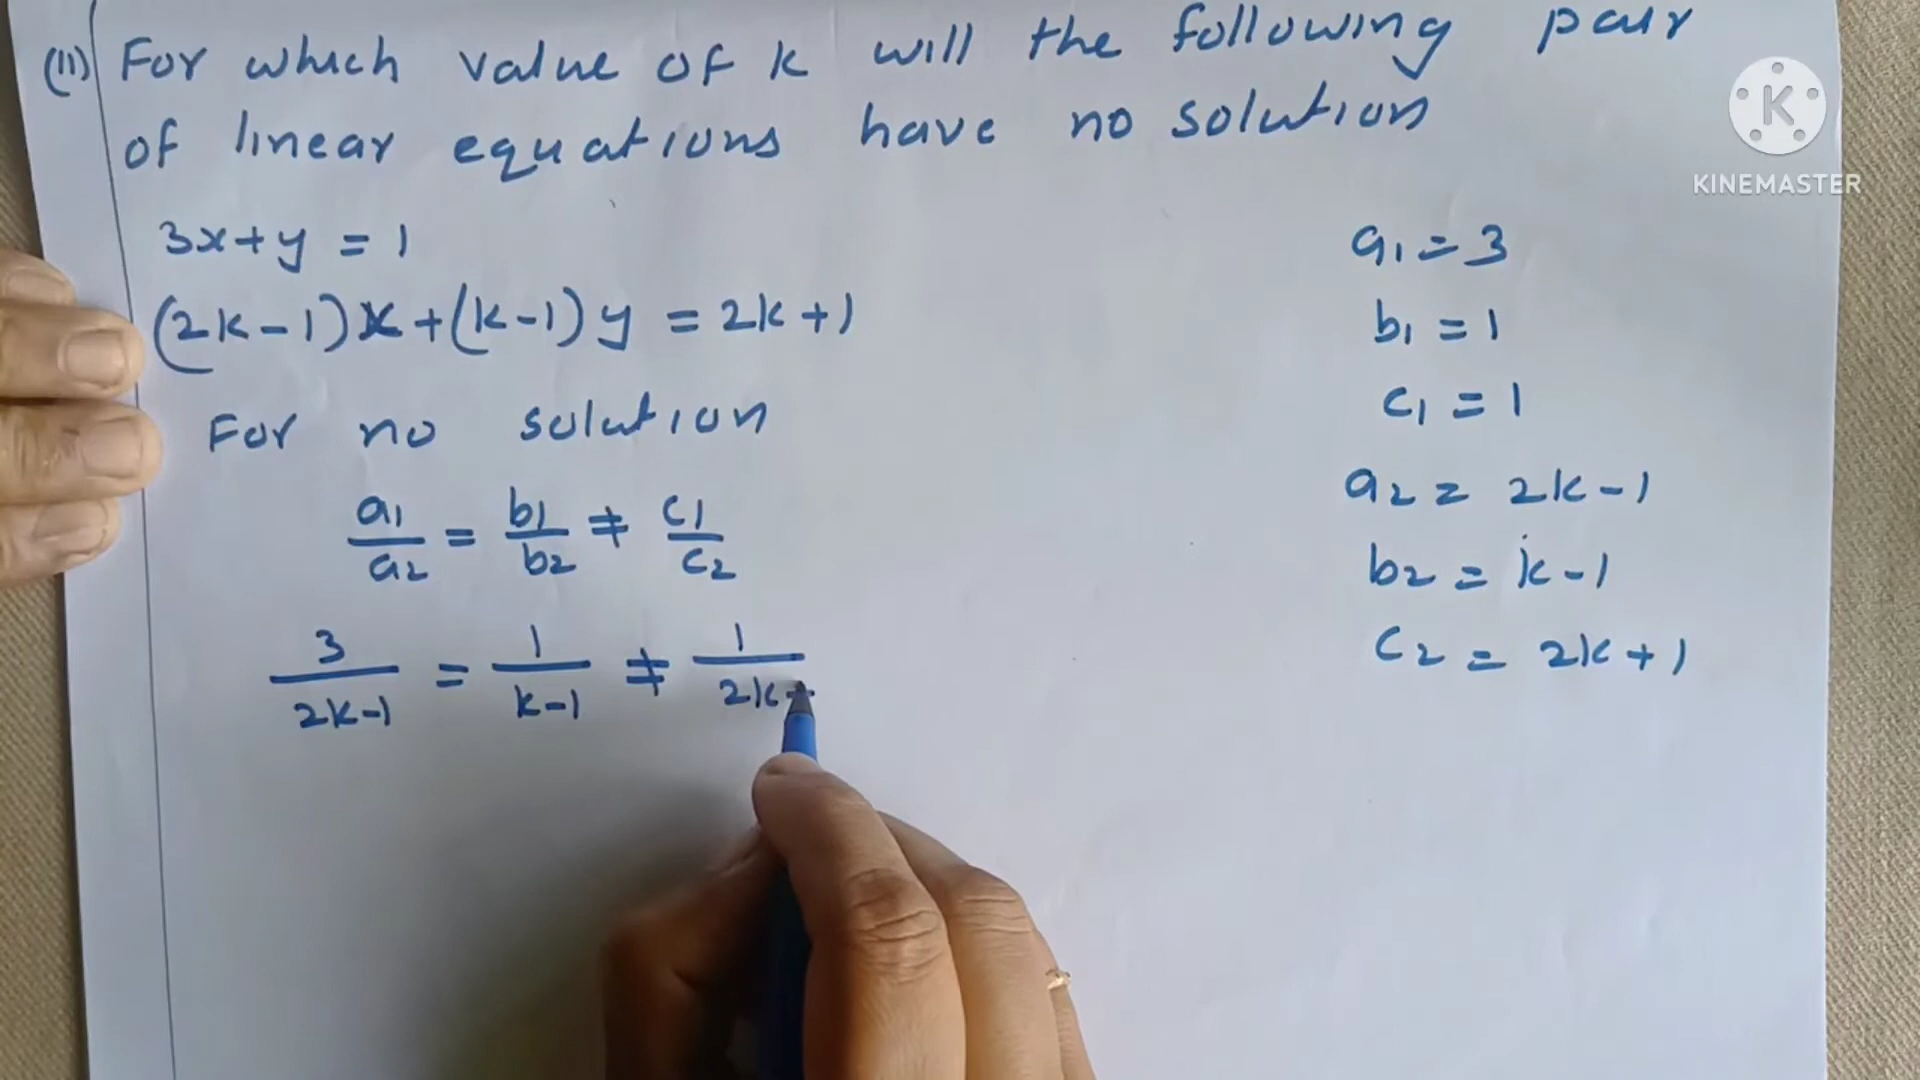 (11) For which value of k will the following pair
of linear equations have no solution
K
KINEMASTER
3x+y = 1
(2k-1)x+(k-1)y = 2k+1
For no solution
a1/a2 = b1/b2 ≠ c1/c2
3/2k-1 = 1/k-1 ≠ 1/2k+
a1 = 3
b1 = 1
c1 = 1
a2 = 2k-1
b2 = k-1
c2 = 2k+1